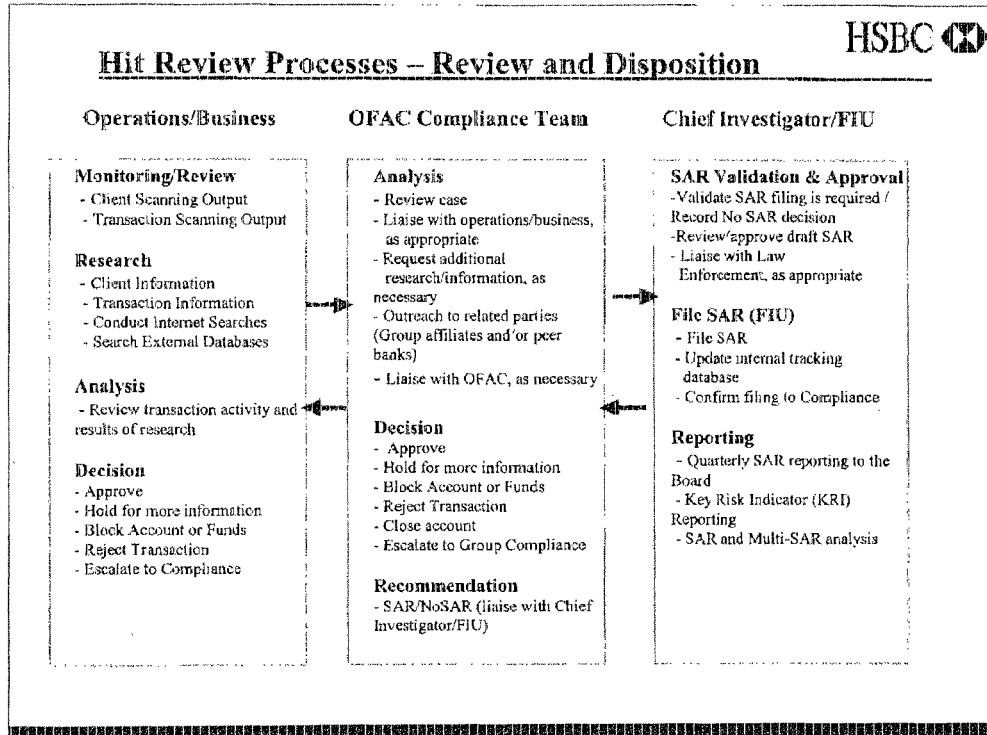 HSBC
Hit Review Processes – Review and Disposition
Operations/Business
Monitoring/Review
- Client Scanning Output
- Transaction Scanning Output
Research
- Client Information
- Transaction Information
- Conduct Internet Searches
- Search External Databases
Analysis
- Review transaction activity and
results of research
Decision
- Approve
- Hold for more information
- Block Account or Funds
- Reject Transaction
- Escalate to Compliance
OFAC Compliance Team
Analysis
- Review case
- Liaise with operations/business,
as appropriate
- Request additional
research/information, as
necessary
- Outreach to related parties
(Group affiliates and/or peer
banks)
- Liaise with OFAC, as necessary
Decision
- Approve
- Hold for more information
- Block Account or Funds
- Reject Transaction
- Close account
- Escalate to Group Compliance
Recommendation
- SAR/NoSAR (liaise with Chief
Investigator/FIU)
Chief Investigator/FIU
SAR Validation & Approval
-Validate SAR filing is required /
Record No SAR decision
-Review/approve draft SAR
- Liaise with Law
Enforcement, as appropriate
File SAR (FIU)
- File SAR
- Update internal tracking
database
- Confirm filing to Compliance
Reporting
- Quarterly SAR reporting to the
Board
- Key Risk Indicator (KRI)
Reporting
- SAR and Multi-SAR analysis